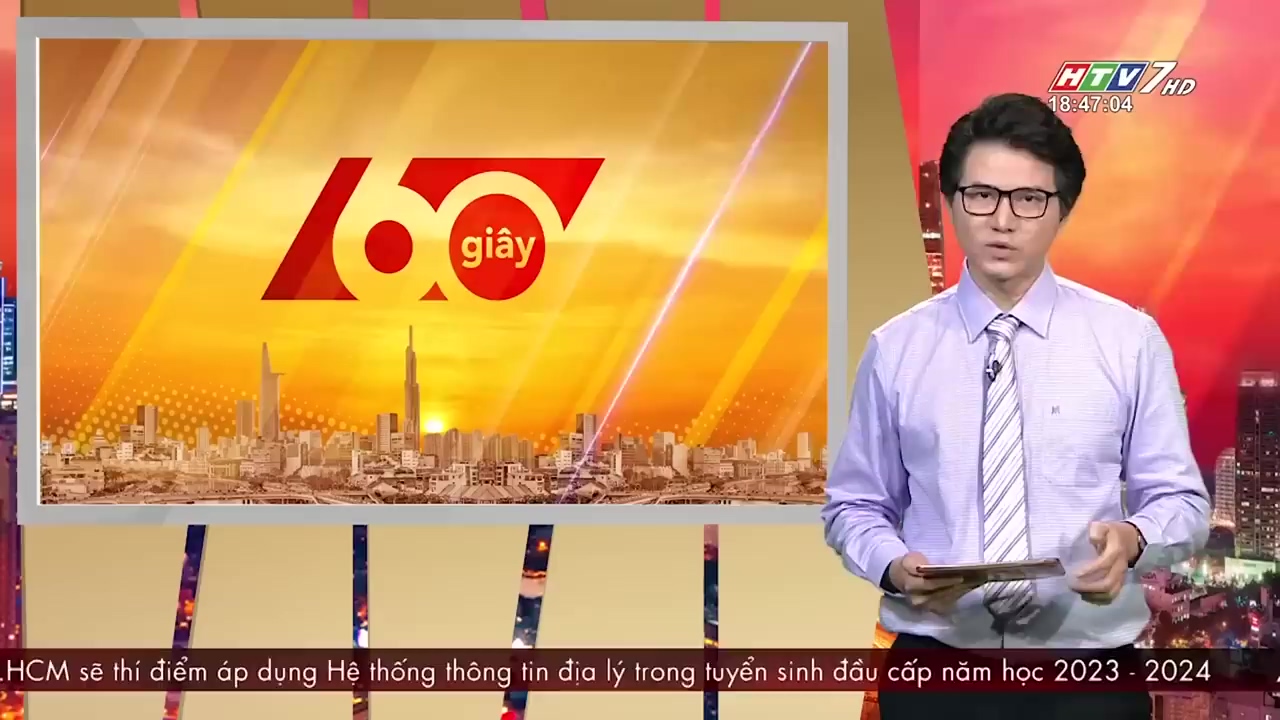 HTV7 HD
18:47:04
60
giây
.HCM sẽ thí điểm áp dụng Hệ thống thông tin địa lý trong tuyển sinh đầu cấp năm học 2023 - 2024